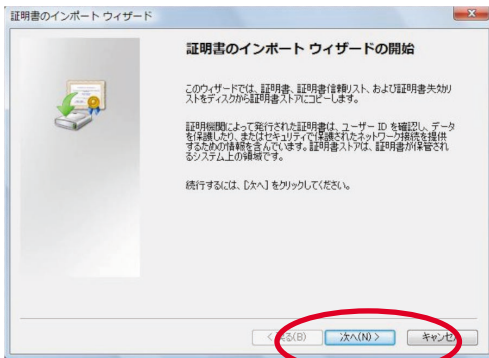 証明書のインポート ウィザード
証明書のインポート ウィザードの開始
このウィザードでは、証明書、証明書信頼リスト、および証明書失効リ
ストをディスクから証明書ストアにコピーします。
証明機関によって発行された証明書は、ユーザー ID を確認し、データ
を保護したり、またはセキュリティで保護されたネットワーク接続を提供
するための情報を含んでいます。証明書ストアは、証明書が保管され
るシステム上の領域です。
続行するには、[次へ] をクリックしてください。
< 戻る(B) 次へ(N) > キャンセル